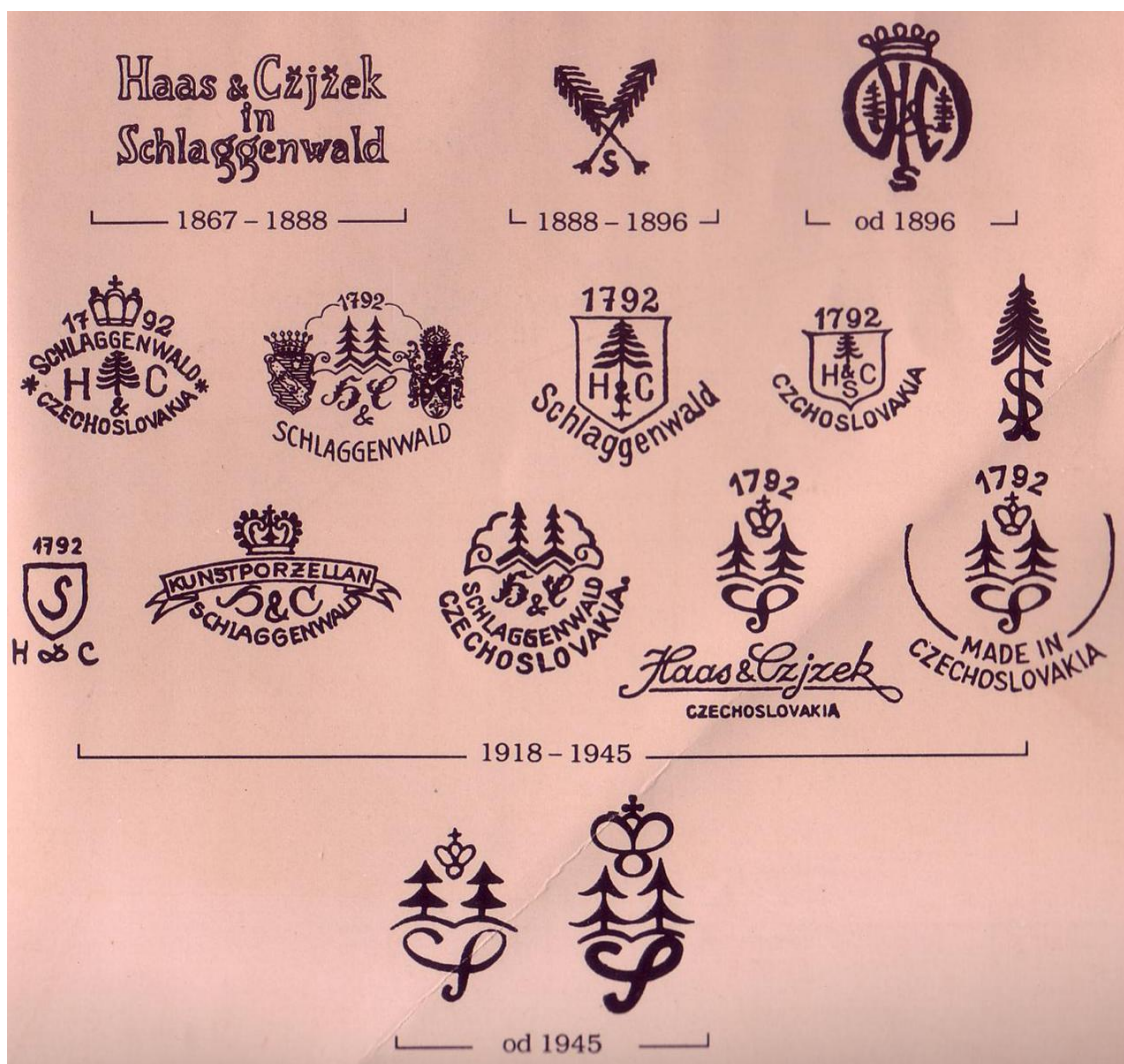 Haas & Cžjžek
in
Schlaggenwald
1867 – 1888
S
1888 – 1896
H&C
S
od 1896
1792
SCHLAGGENWALD
H & C
CZECHOSLOVAKIA
1792
H & C
SCHLAGGENWALD
1792
H & C
Schlaggenwald
1792
H & C
S
CZCHOSLOVAKIA
S
1792
S
H & C
KUNSTPORZELLAN
H & C
SCHLAGGENWALD
H & C
SCHLAGGENWALD
CZECHOSLOVAKIA.
1792
S
Haas & Czjzek
CZECHOSLOVAKIA
1792
S
MADE IN
CZECHOSLOVAKIA
1918 – 1945
S
S
od 1945